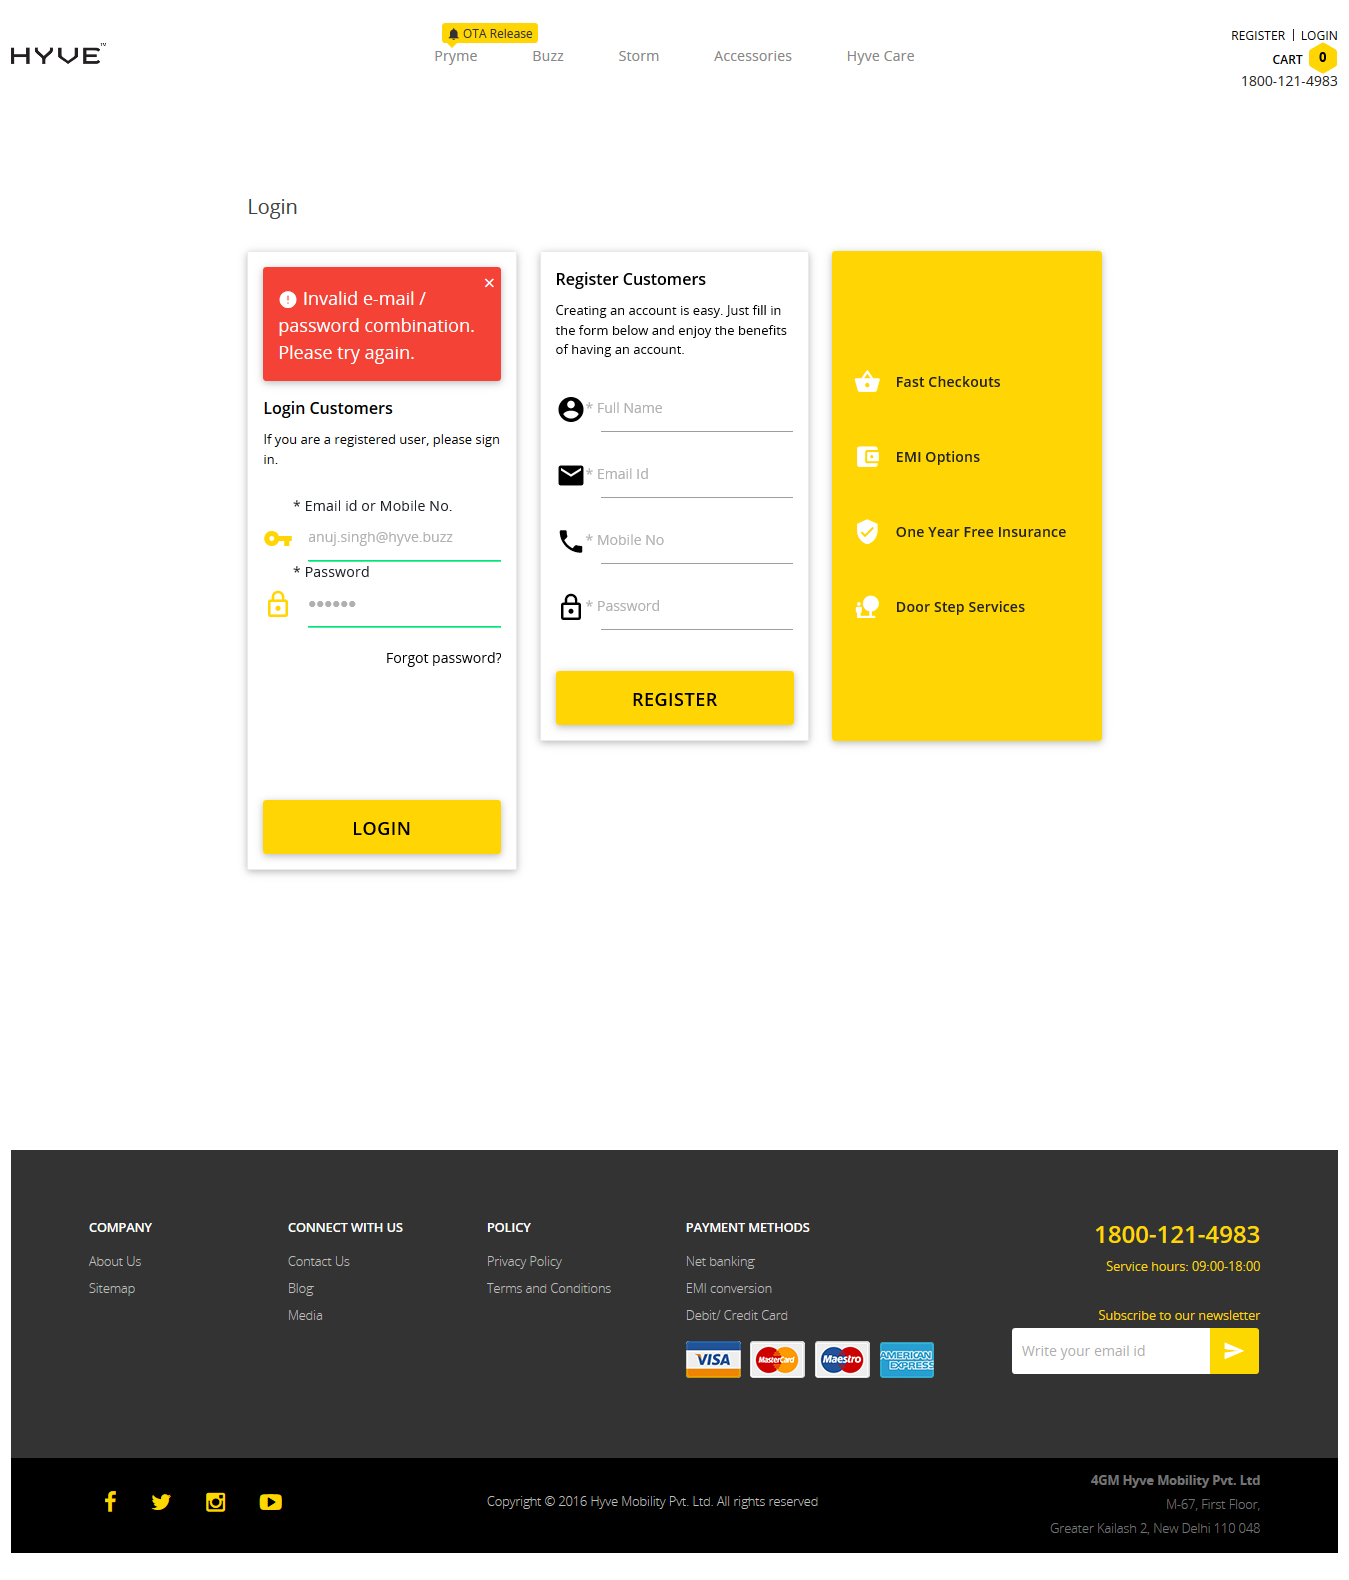 HYVE™
OTA Release
Pryme
Buzz
Storm
Accessories
Hyve Care
REGISTER | LOGIN
CART 0
1800-121-4983
Login
Invalid e-mail /
password combination.
Please try again.
×
Login Customers
If you are a registered user, please sign
in.
* Email id or Mobile No.
anuj.singh@hyve.buzz
* Password
••••••
Forgot password?
LOGIN
Register Customers
Creating an account is easy. Just fill in
the form below and enjoy the benefits
of having an account.
* Full Name
* Email Id
* Mobile No
* Password
REGISTER
Fast Checkouts
EMI Options
One Year Free Insurance
Door Step Services
COMPANY
About Us
Sitemap
CONNECT WITH US
Contact Us
Blog
Media
POLICY
Privacy Policy
Terms and Conditions
PAYMENT METHODS
Net banking
EMI conversion
Debit/ Credit Card
VISA
MasterCard
Maestro
AMERICAN
EXPRESS
1800-121-4983
Service hours: 09:00-18:00
Subscribe to our newsletter
Write your email id
Copyright © 2016 Hyve Mobility Pvt. Ltd. All rights reserved
4GM Hyve Mobility Pvt. Ltd
M-67, First Floor,
Greater Kailash 2, New Delhi 110 048